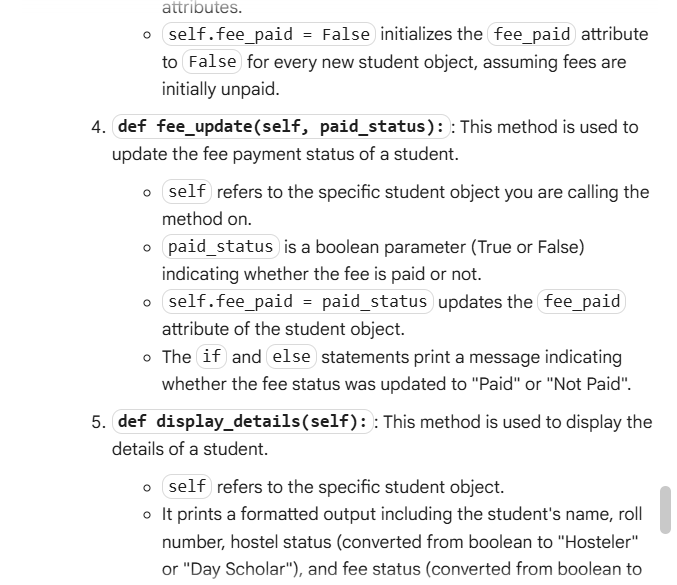 attributes.
self.fee_paid = False initializes the fee_paid attribute
to False for every new student object, assuming fees are
initially unpaid.
4. def fee_update(self, paid_status): : This method is used to
update the fee payment status of a student.
self refers to the specific student object you are calling the
method on.
paid_status is a boolean parameter (True or False)
indicating whether the fee is paid or not.
self.fee_paid = paid_status updates the fee_paid
attribute of the student object.
The if and else statements print a message indicating
whether the fee status was updated to "Paid" or "Not Paid".
5. def display_details(self): : This method is used to display the
details of a student.
self refers to the specific student object.
It prints a formatted output including the student's name, roll
number, hostel status (converted from boolean to "Hosteler"
or "Day Scholar"), and fee status (converted from boolean to